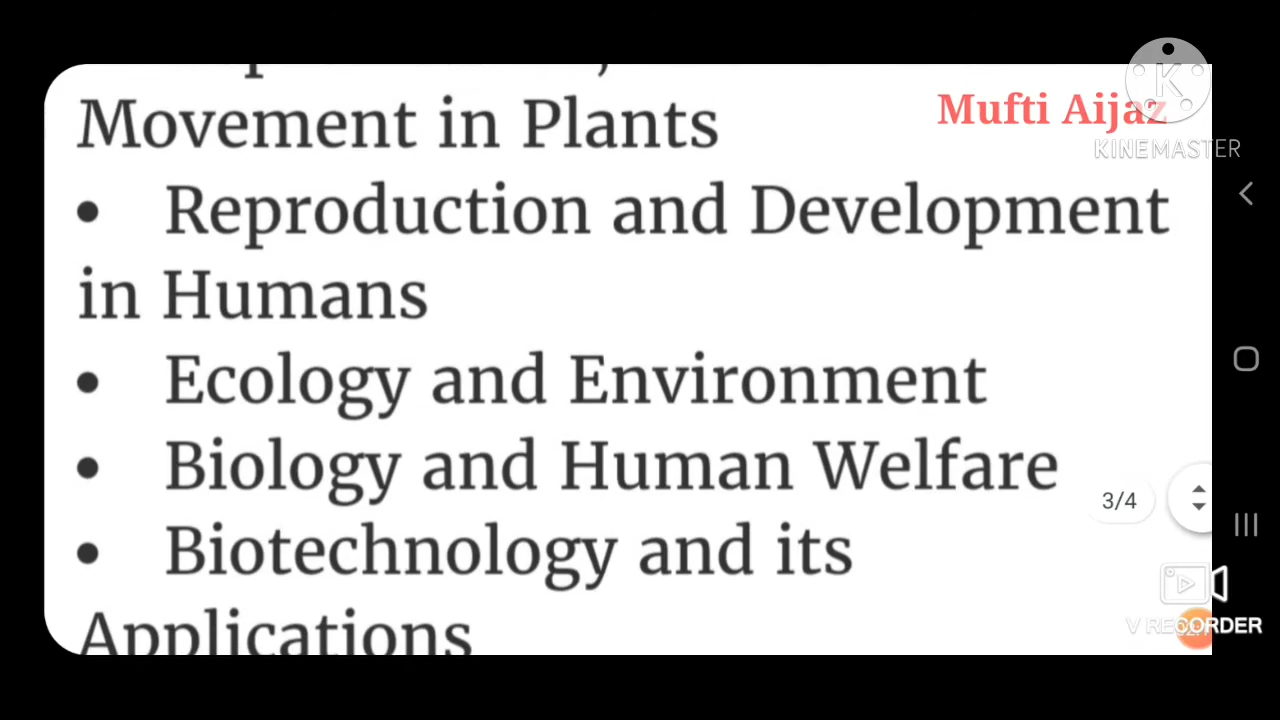 Movement in Plants
Mufti Aijaz
KINEMASTER
• Reproduction and Development
in Humans
• Ecology and Environment
• Biology and Human Welfare
3/4
• Biotechnology and its
V RECORDER
Applications